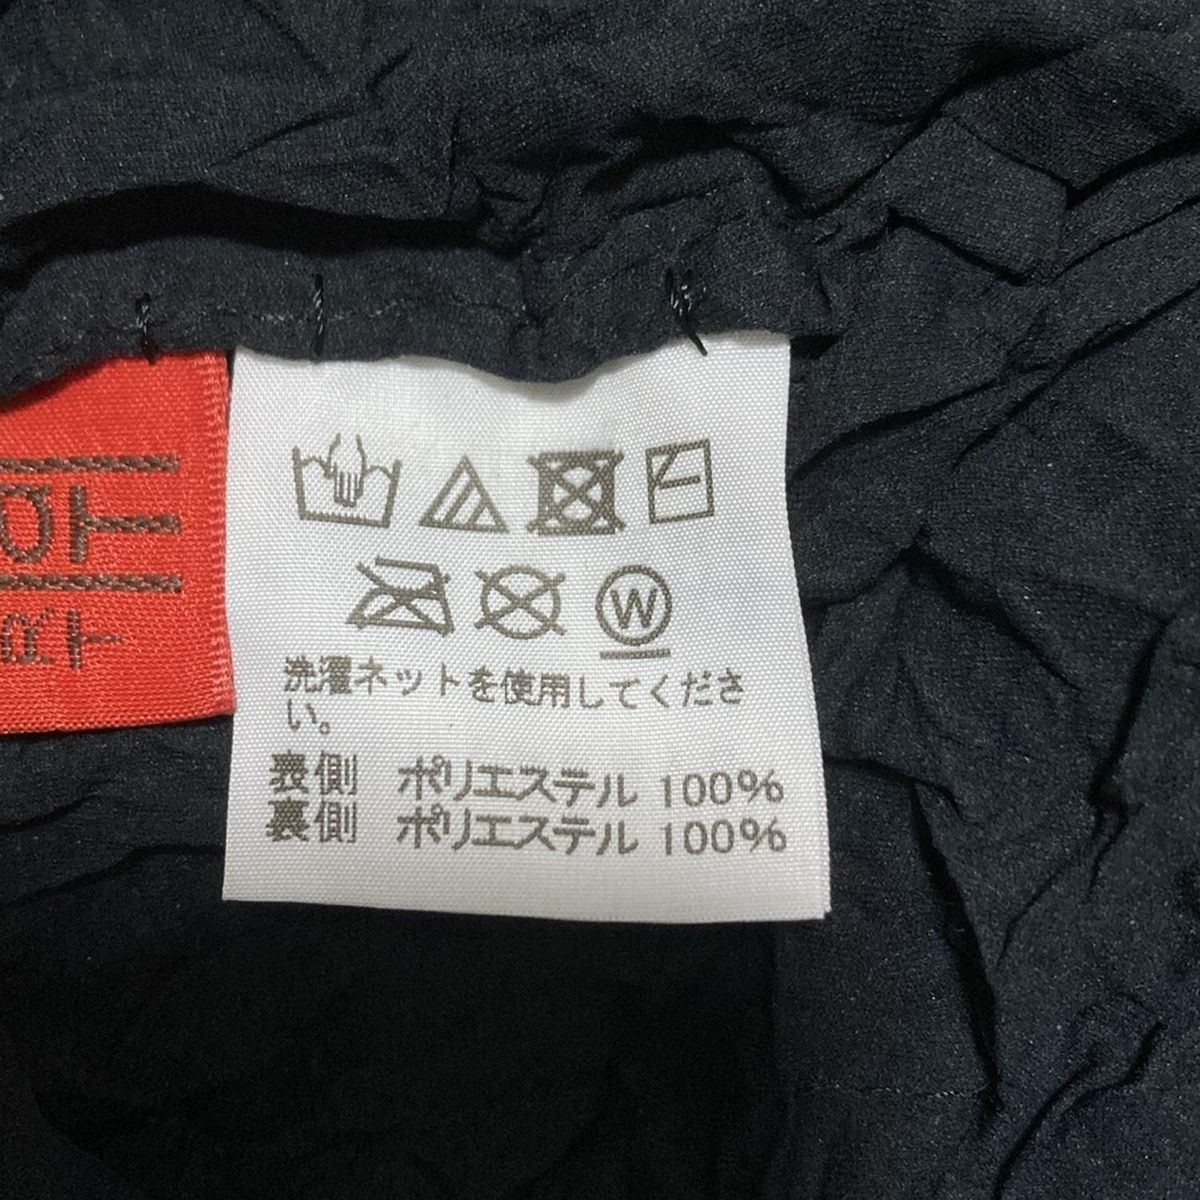 W
洗濯ネットを使用してくださ
い。
表側 ポリエステル 100%
裏側 ポリエステル 100%